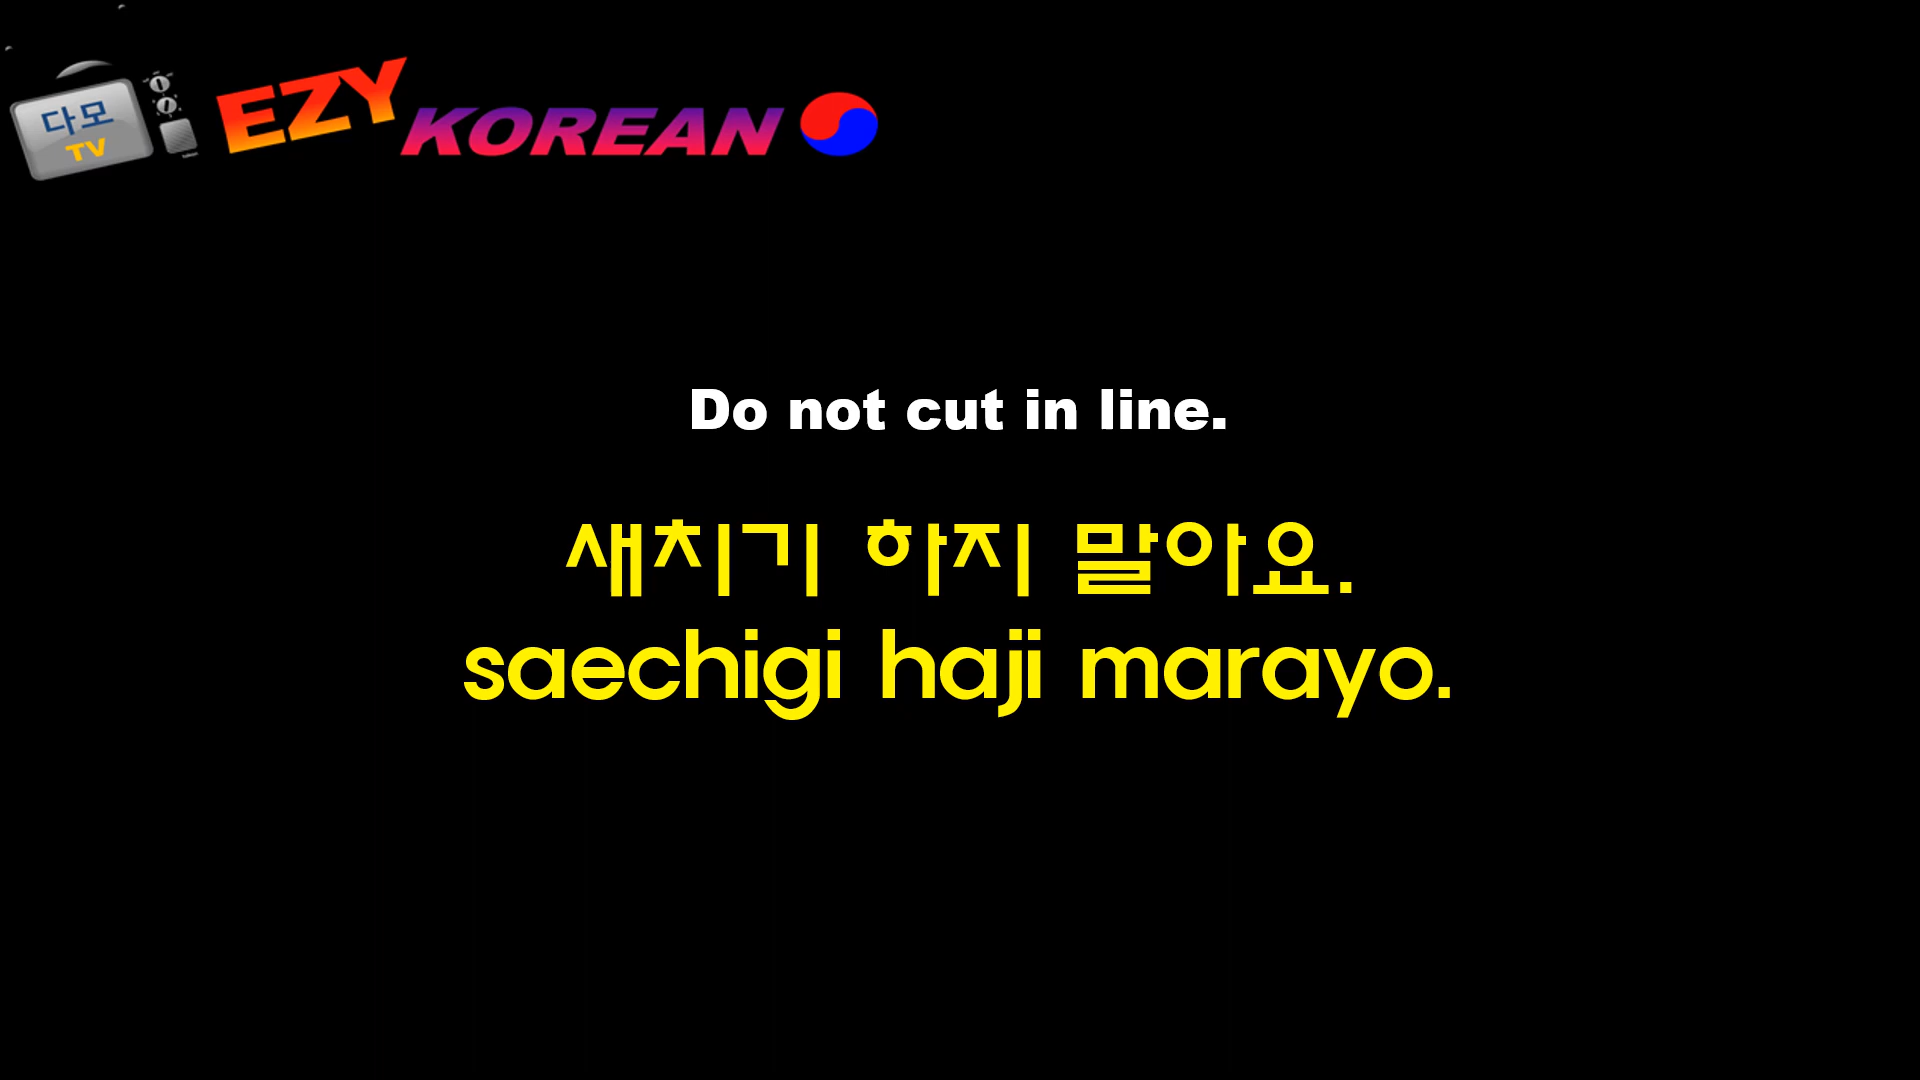 다모
TV
EZY KOREAN
Do not cut in line.
새치기 하지 말아요.
saechigi haji marayo.